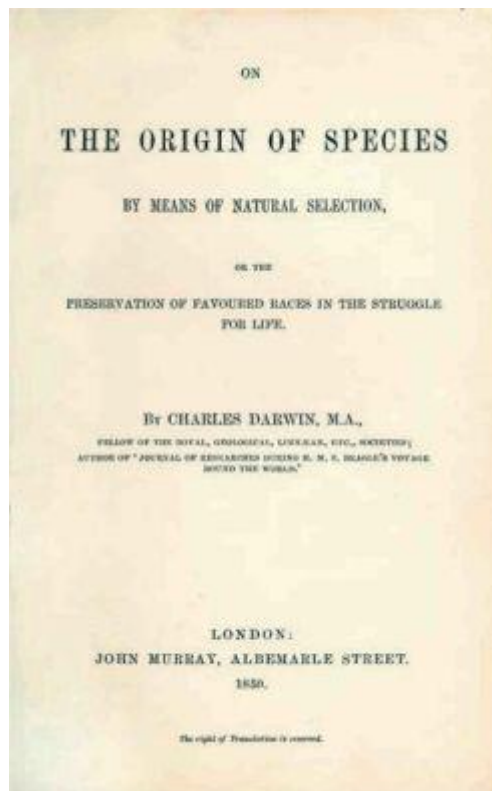 ON
THE ORIGIN OF SPECIES
BY MEANS OF NATURAL SELECTION,
OR THE
PRESERVATION OF FAVOURED RACES IN THE STRUGGLE
FOR LIFE.
BY CHARLES DARWIN, M.A.,
FELLOW OF THE ROYAL, GEOLOGICAL, LINNÆAN, ETC., SOCIETIES;
AUTHOR OF 'JOURNAL OF RESEARCHES DURING H. M. S. BEAGLE'S VOYAGE
ROUND THE WORLD.'
LONDON:
JOHN MURRAY, ALBEMARLE STREET.
1859.
The right of Translation is reserved.